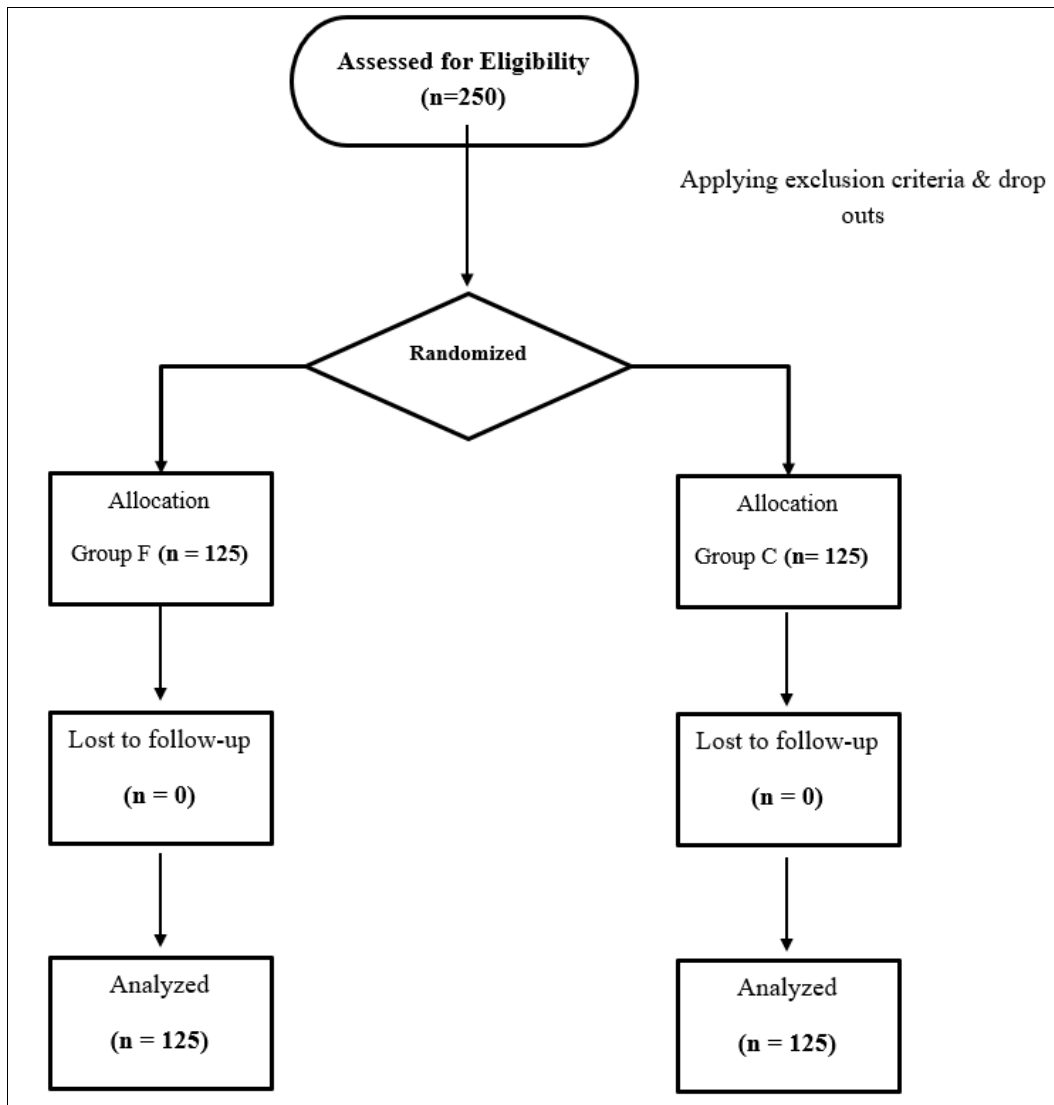 Assessed for Eligibility
(n=250)
Applying exclusion criteria & drop
outs
Randomized
Allocation
Group F (n = 125)
Allocation
Group C (n= 125)
Lost to follow-up
(n = 0)
Lost to follow-up
(n = 0)
Analyzed
(n = 125)
Analyzed
(n = 125)